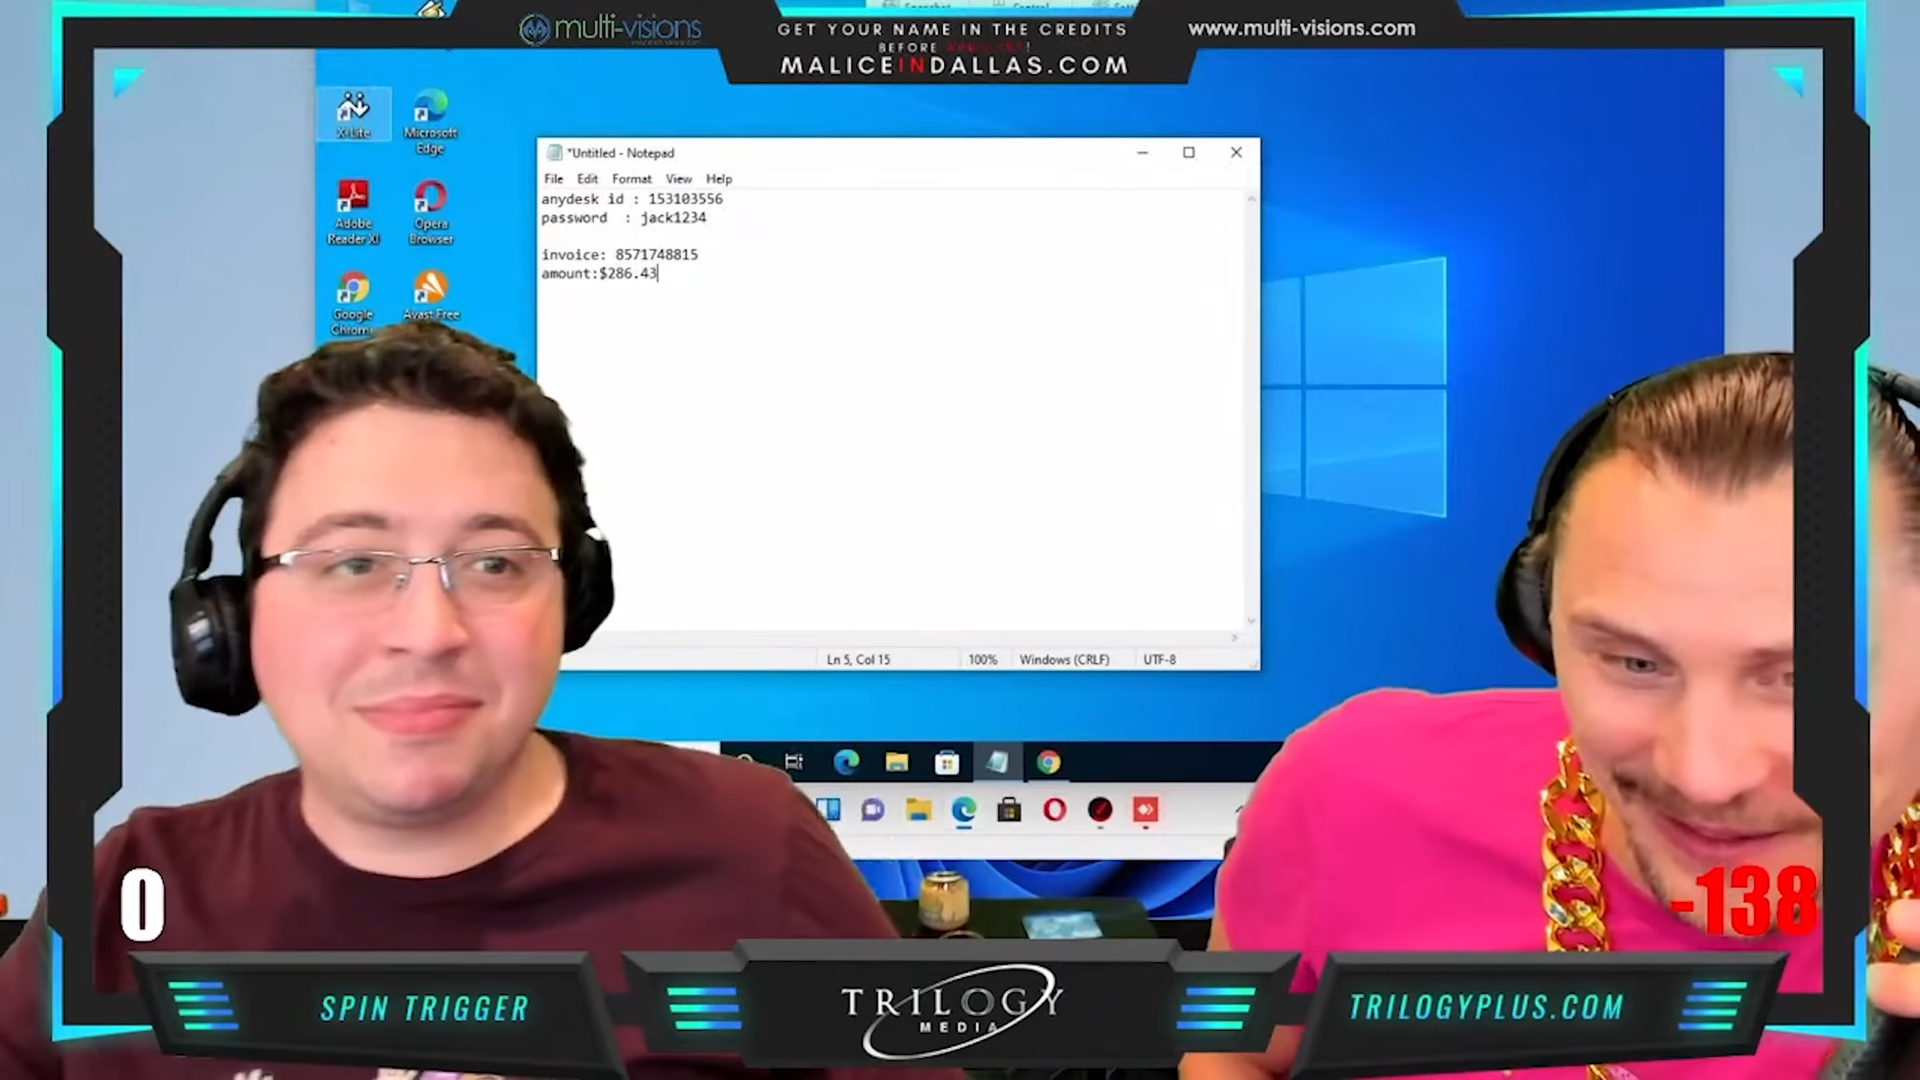 multi-visions
GET YOUR NAME IN THE CREDITS
BEFORE
MALICEINDALLAS.COM
www.multi-visions.com
X-Lite
Microsoft
Edge
Adobe
Reader XI
Opera
Browser
Google
Chrome
Avast Free
*Untitled - Notepad
File Edit Format View Help
anydesk id : 153103556
password : jack1234
invoice: 8571748815
amount:$286.43
Ln 5, Col 15
100%
Windows (CRLF)
UTF-8
0
-138
SPIN TRIGGER
TRILOGY
MEDIA
TRILOGYPLUS.COM